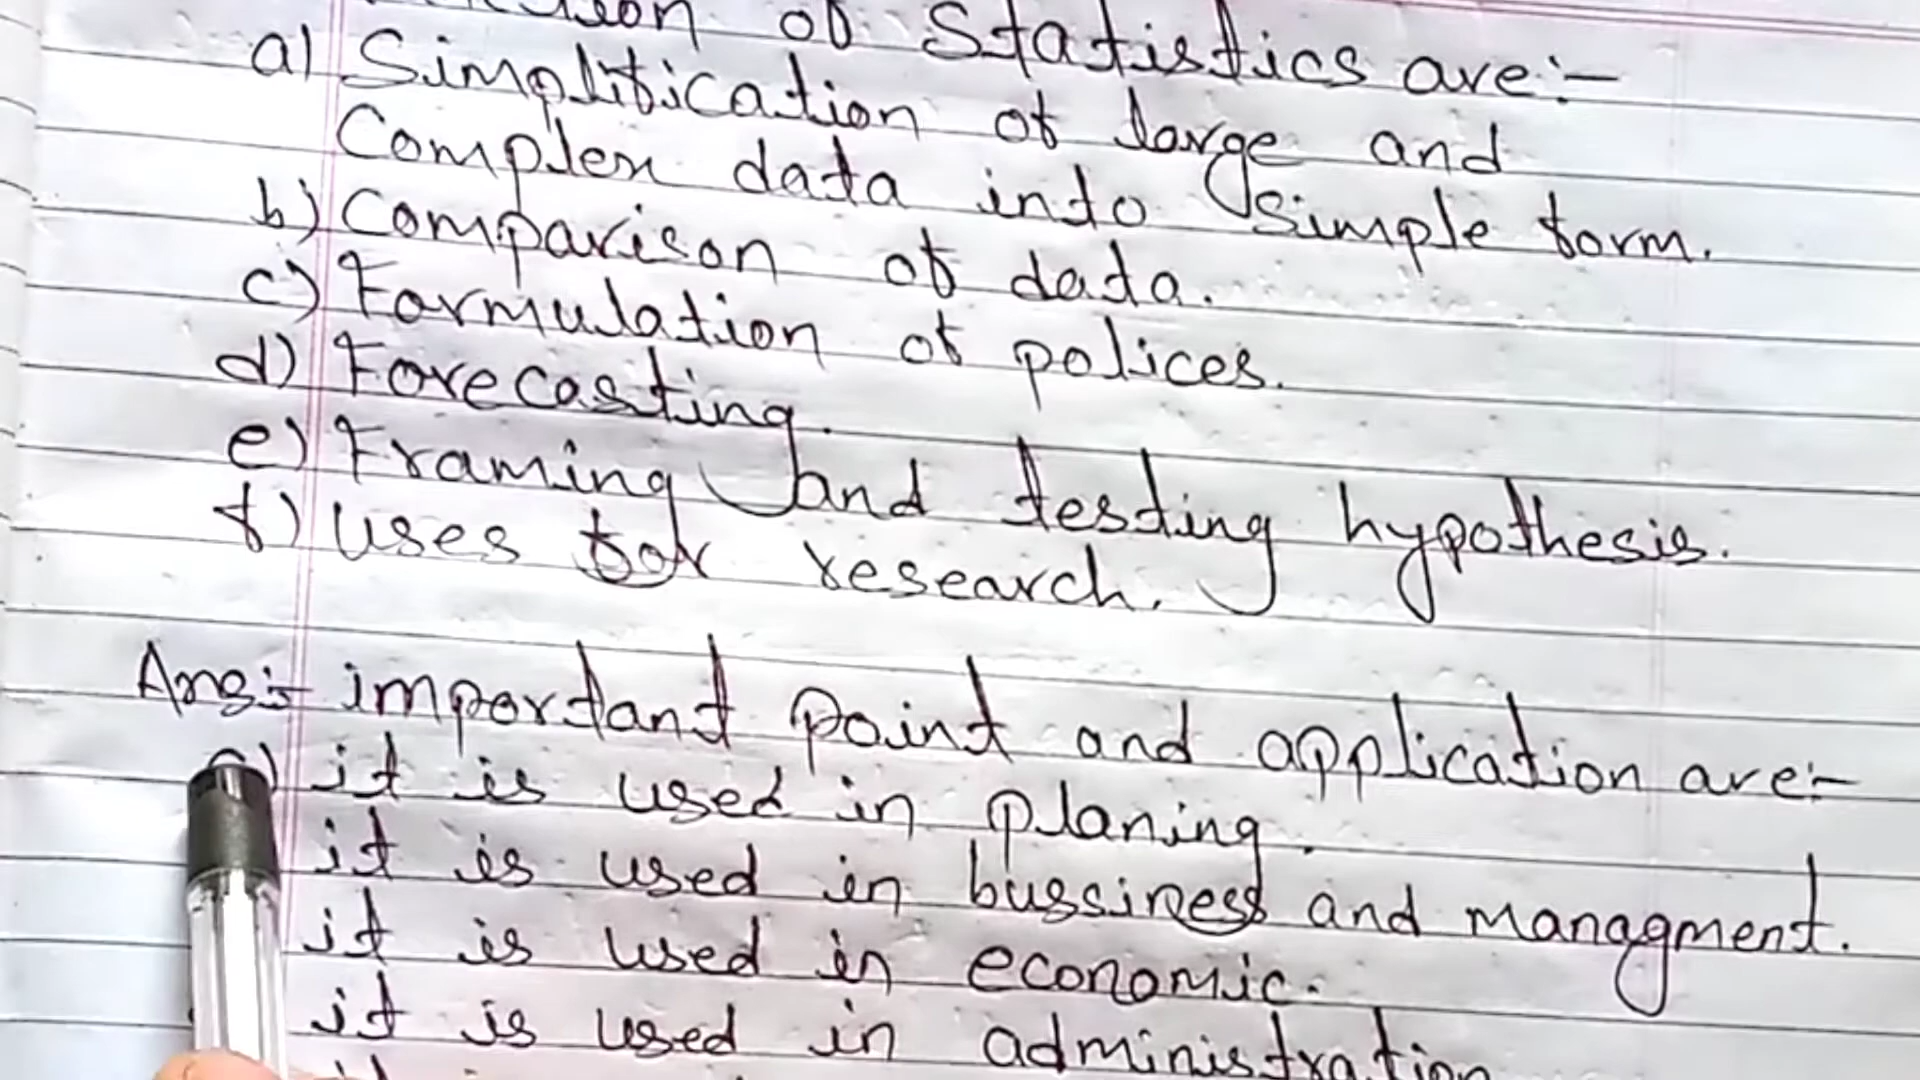 of Statistics are:-
a) Simplification of large and
Complex data into simple form.
b) Comparison of data.
c) Formulation of polices.
d) Forecasting.
e) Framing and testing hypothesis.
f) Uses for research.
Ans:- important point and application are:-
a) it is used in planing.
it is used in bussiness and managment.
it is used in economic.
it is used in administration